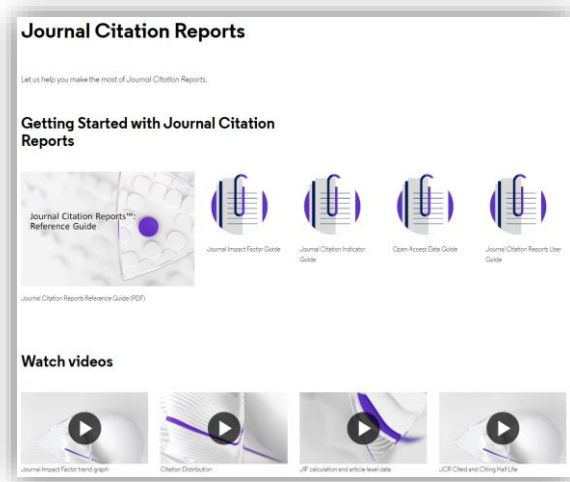 Journal Citation Reports
Let us help you make the most of Journal Citation Reports.
Getting Started with Journal Citation
Reports
Journal Citation Reports™:
Reference Guide
Journal Impact Factor Guide
Journal Citation Indicator
Guide
Open Access Data Guide
Journal Citation Reports User
Guide
Journal Citation Reports Reference Guide (PDF)
Watch videos
Journal Impact Factor trend graph
Citation Distribution
JIF calculation and article-level data
JCR Cited and Citing Half Life